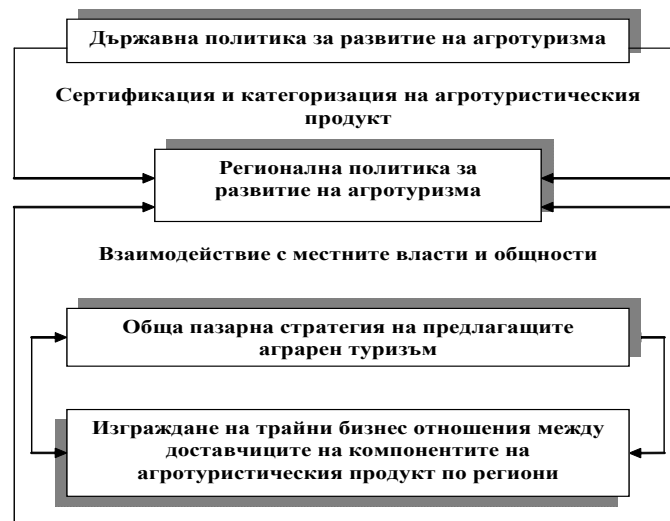 Държавна политика за развитие на агротуризма
Сертификация и категоризация на агротуристическия
продукт
Регионална политика за
развитие на агротуризма
Взаимодействие с местните власти и общности
Обща пазарна стратегия на предлагащите
аграрен туризъм
Изграждане на трайни бизнес отношения между
доставчиците на компонентите на
агротуристическия продукт по региони